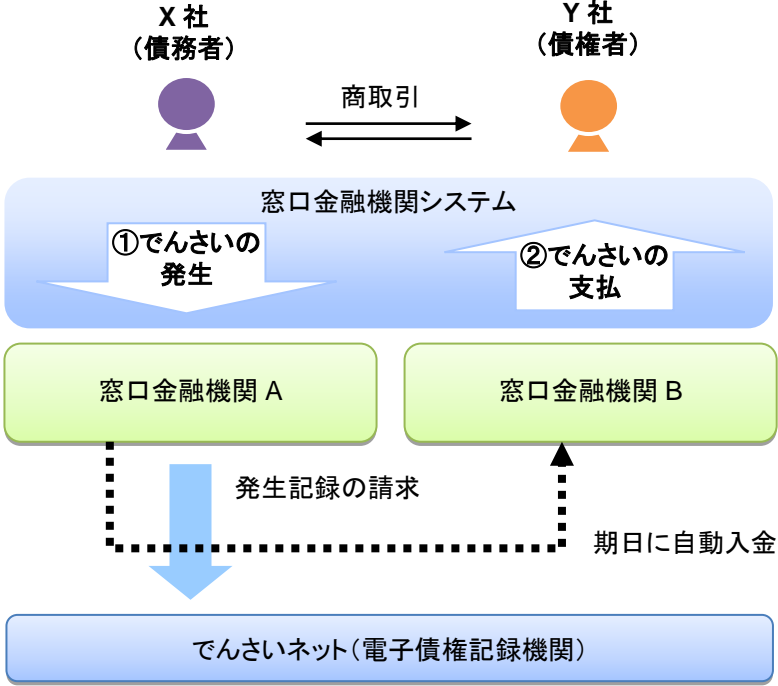 X 社
（債務者）
Y 社
（債権者）
商取引
窓口金融機関システム
①でんさいの
発生
②でんさいの
支払
窓口金融機関 A
窓口金融機関 B
発生記録の請求
期日に自動入金
でんさいネット（電子債権記録機関）